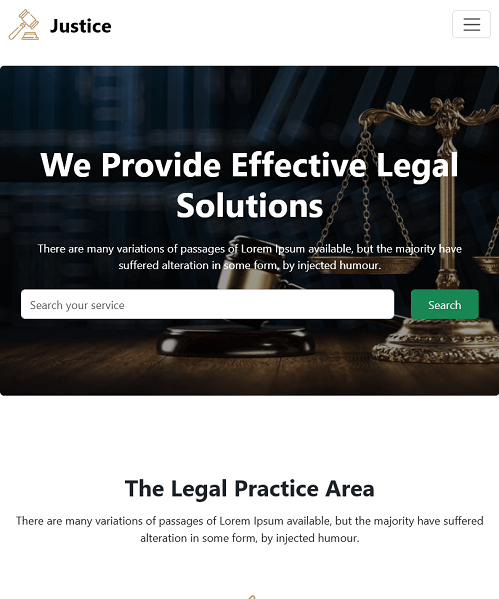 Justice
We Provide Effective Legal
Solutions
There are many variations of passages of Lorem Ipsum available, but the majority have
suffered alteration in some form, by injected humour.
Search your service
Search
The Legal Practice Area
There are many variations of passages of Lorem Ipsum available, but the majority have suffered
alteration in some form, by injected humour.